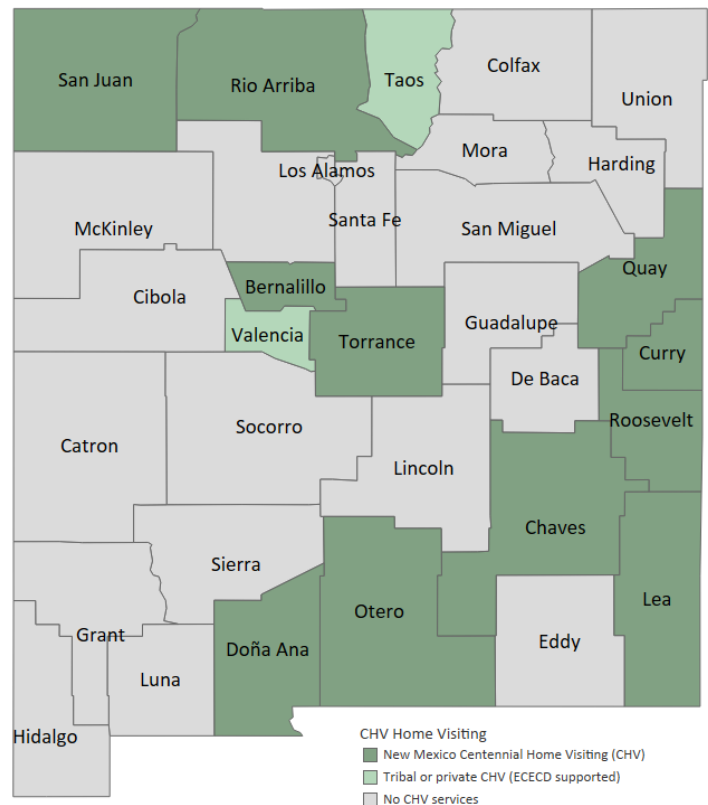 San Juan
Rio Arriba
Taos
Colfax
Union
Mora
Harding
Los Alamos
McKinley
Santa Fe
San Miguel
Quay
Bernalillo
Cibola
Valencia
Torrance
Guadalupe
Curry
De Baca
Roosevelt
Socorro
Catron
Lincoln
Chaves
Sierra
Lea
Otero
Grant
Doña Ana
Eddy
Luna
Hidalgo
CHV Home Visiting
New Mexico Centennial Home Visiting (CHV)
Tribal or private CHV (ECECD supported)
No CHV services